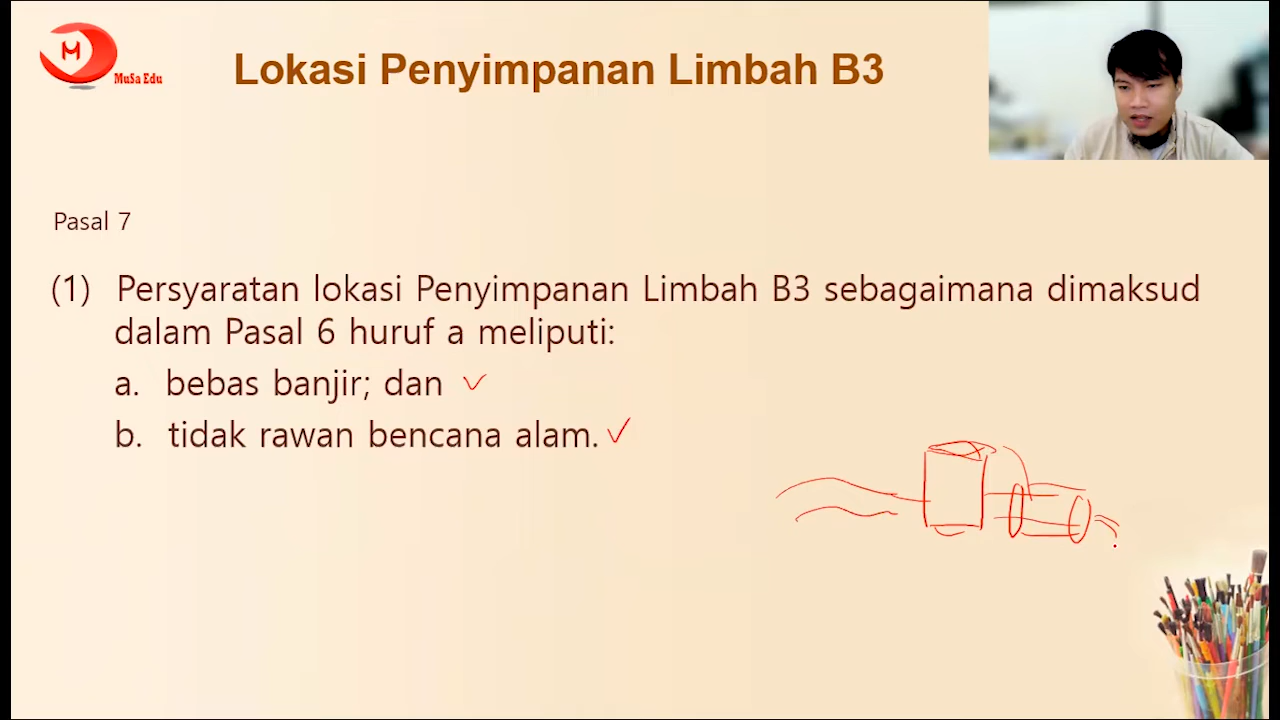 M
MuSa Edu
Lokasi Penyimpanan Limbah B3
Pasal 7
(1) Persyaratan lokasi Penyimpanan Limbah B3 sebagaimana dimaksud
dalam Pasal 6 huruf a meliputi:
a. bebas banjir; dan
b. tidak rawan bencana alam.